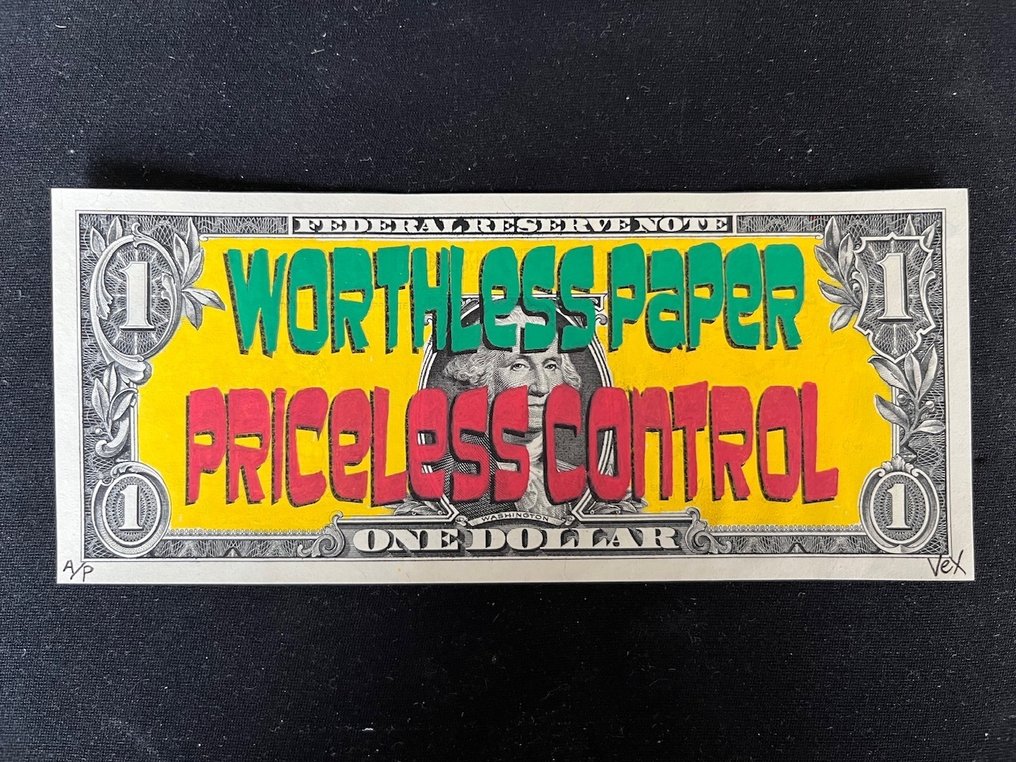 FEDERAL RESERVE NOTE
1 1
WORTHLeSS PaPeR
PRICeLeSS CONTROL
WASHINGTON
1 1
ONE DOLLAR
A/P VeX